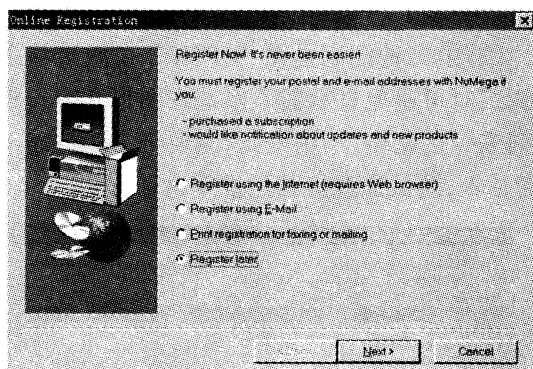 Online Registration
Register Now! It's never been easier!
You must register your postal and e-mail addresses with NuMega if
you:
- purchased a subscription
- would like notification about updates and new products
Register using the Internet (requires Web browser)
Register using E-Mail
Print registration for faxing or mailing
Register later
Next >
Cancel